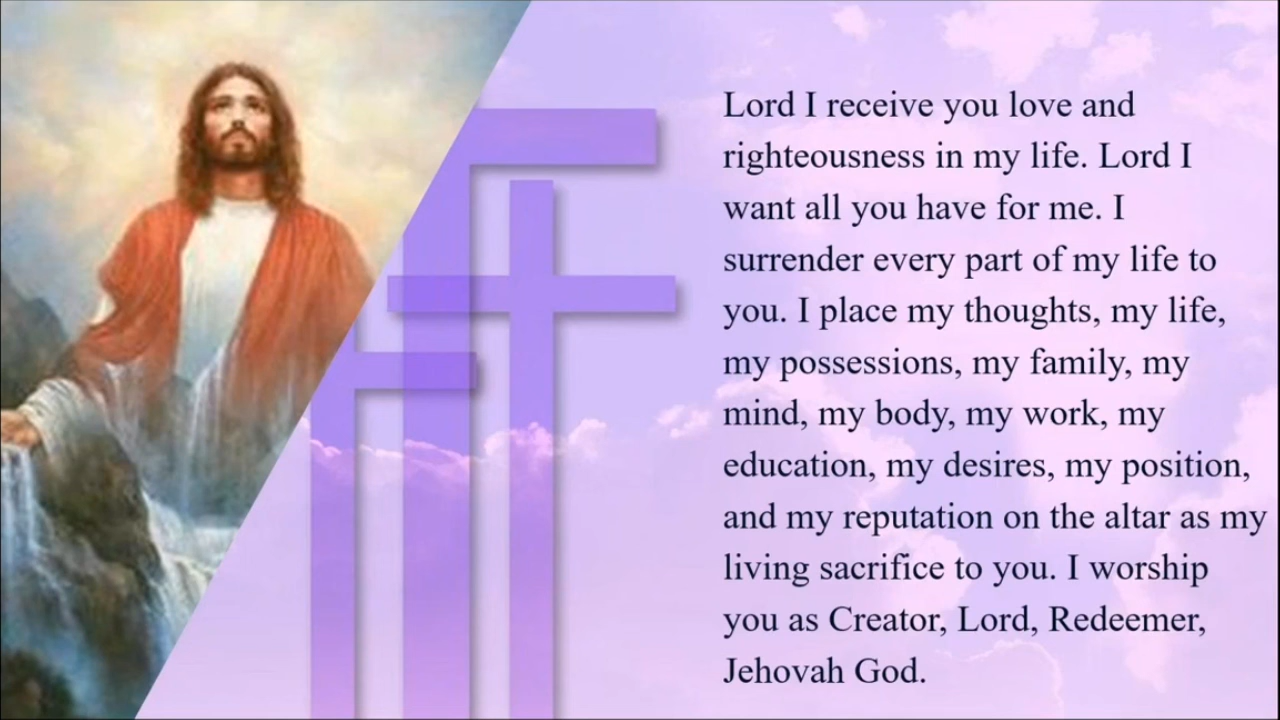 Lord I receive you love and
righteousness in my life. Lord I
want all you have for me. I
surrender every part of my life to
you. I place my thoughts, my life,
my possessions, my family, my
mind, my body, my work, my
education, my desires, my position,
and my reputation on the altar as my
living sacrifice to you. I worship
you as Creator, Lord, Redeemer,
Jehovah God.